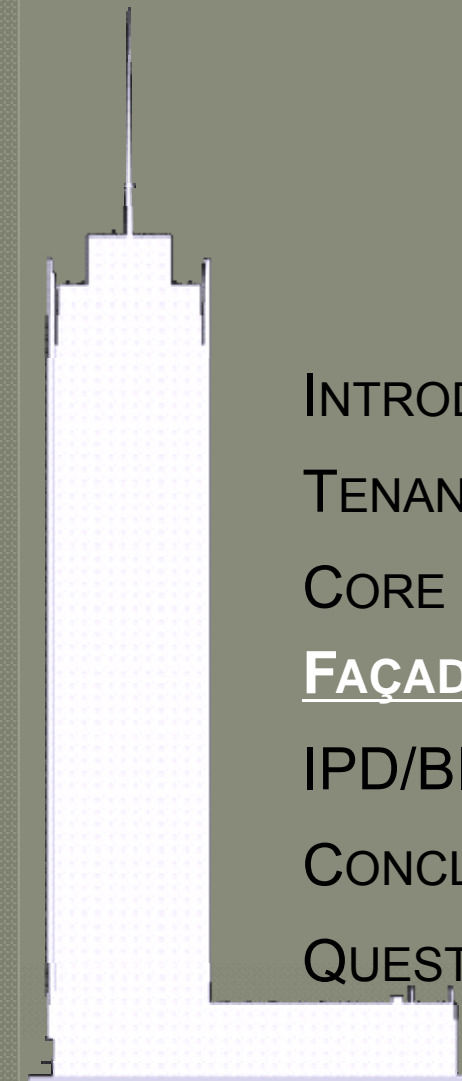 INTROD
TENAN
CORE
FAÇAD
IPD/B
CONCL
QUEST